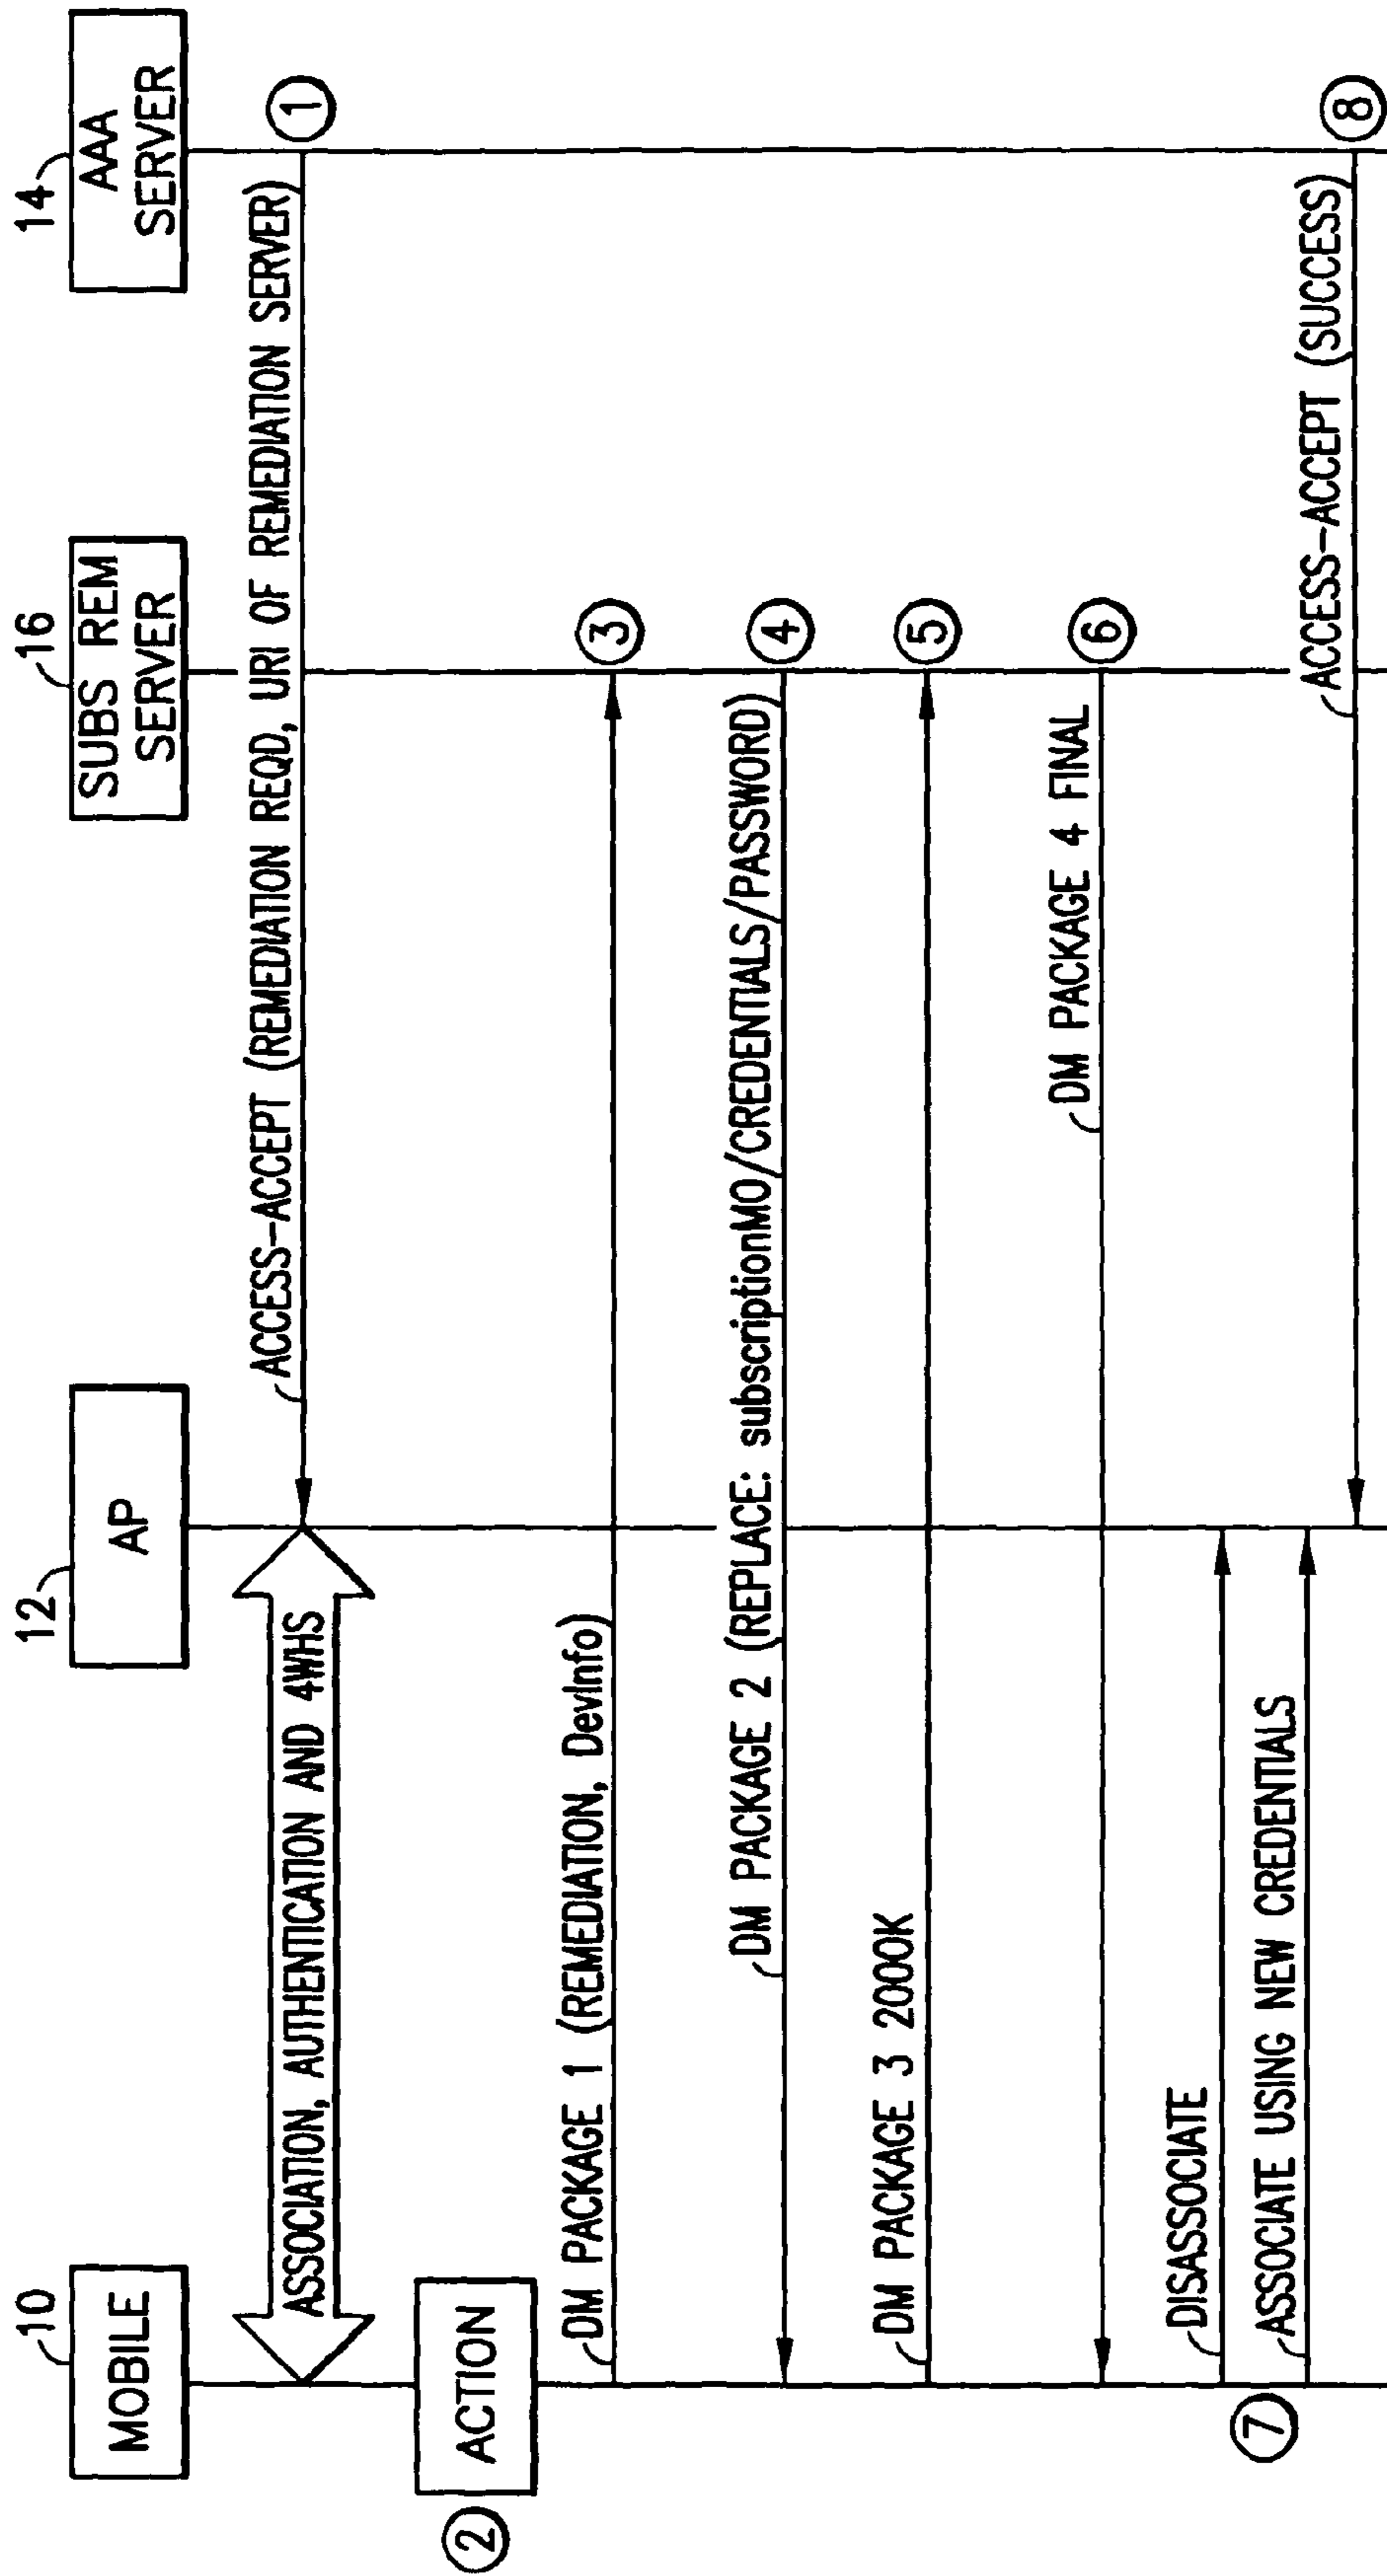 10
MOBILE
12
AP
16
SUBS REM
SERVER
14
AAA
SERVER
ASSOCIATION, AUTHENTICATION AND 4WHS
ACCESS-ACCEPT (REMEDIATION REQD, URI OF REMEDIATION SERVER)
1
2
ACTION
DM PACKAGE 1 (REMEDIATION, DevInfo)
3
DM PACKAGE 2 (REPLACE: subscriptionMO/CREDENTIALS/PASSWORD)
4
DM PACKAGE 3 200OK
5
DM PACKAGE 4 FINAL
6
DISASSOCIATE
7
ASSOCIATE USING NEW CREDENTIALS
ACCESS-ACCEPT (SUCCESS)
8